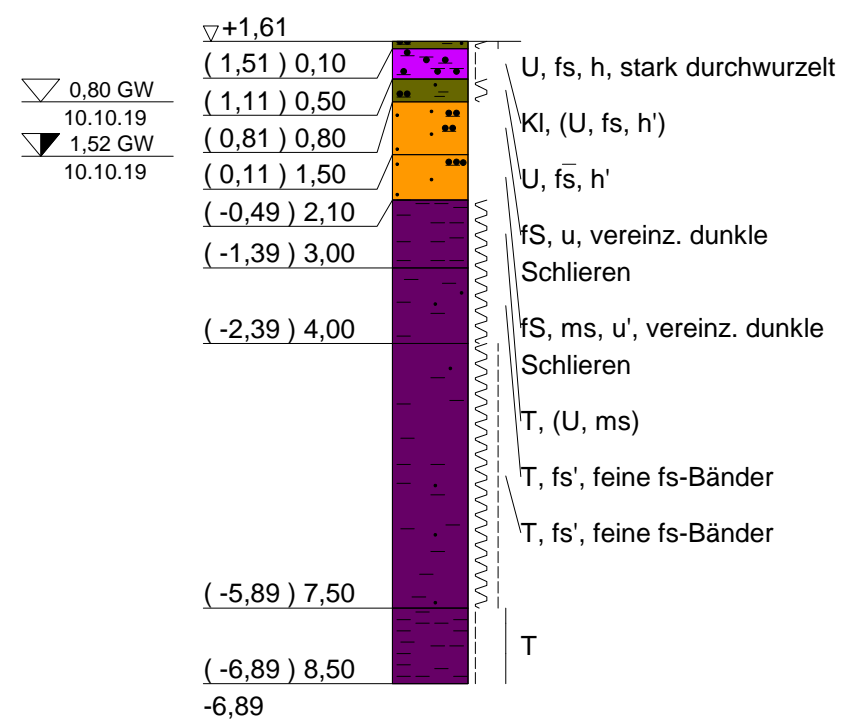 +1,61
( 1,51 ) 0,10
( 1,11 ) 0,50
( 0,81 ) 0,80
( 0,11 ) 1,50
( -0,49 ) 2,10
( -1,39 ) 3,00
( -2,39 ) 4,00
( -5,89 ) 7,50
( -6,89 ) 8,50
-6,89
0,80 GW
10.10.19
1,52 GW
10.10.19
U, fs, h, stark durchwurzelt
Kl, (U, fs, h')
U, fs̅, h'
fS, u, vereinz. dunkle
Schlieren
fS, ms, u', vereinz. dunkle
Schlieren
T, (U, ms)
T, fs', feine fs-Bänder
T, fs', feine fs-Bänder
T